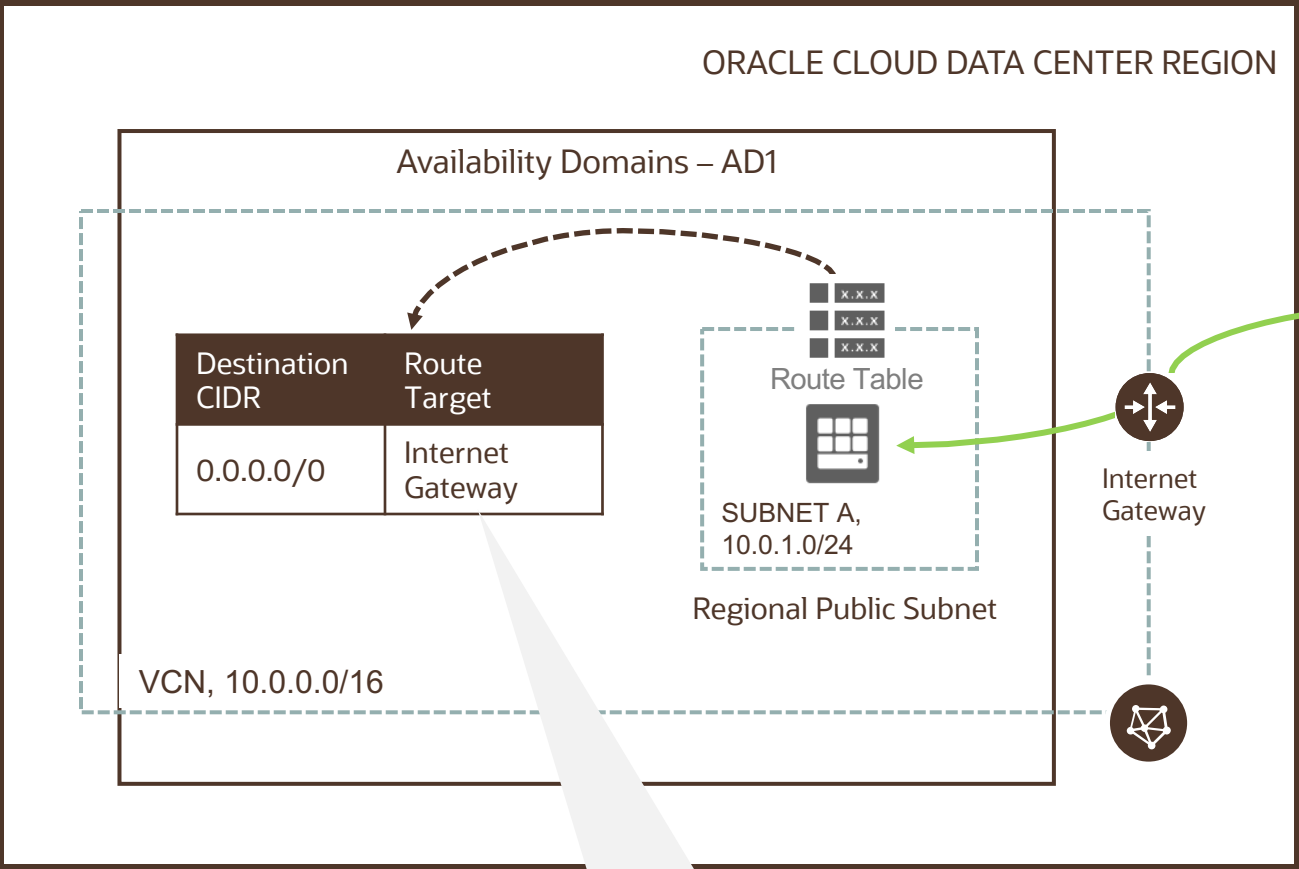 ORACLE CLOUD DATA CENTER REGION
Availability Domains – AD1
x.x.x
x.x.x
x.x.x
Route Table
Destination
CIDR
Route
Target
0.0.0.0/0
Internet
Gateway
SUBNET A,
10.0.1.0/24
Regional Public Subnet
Internet
Gateway
VCN, 10.0.0.0/16